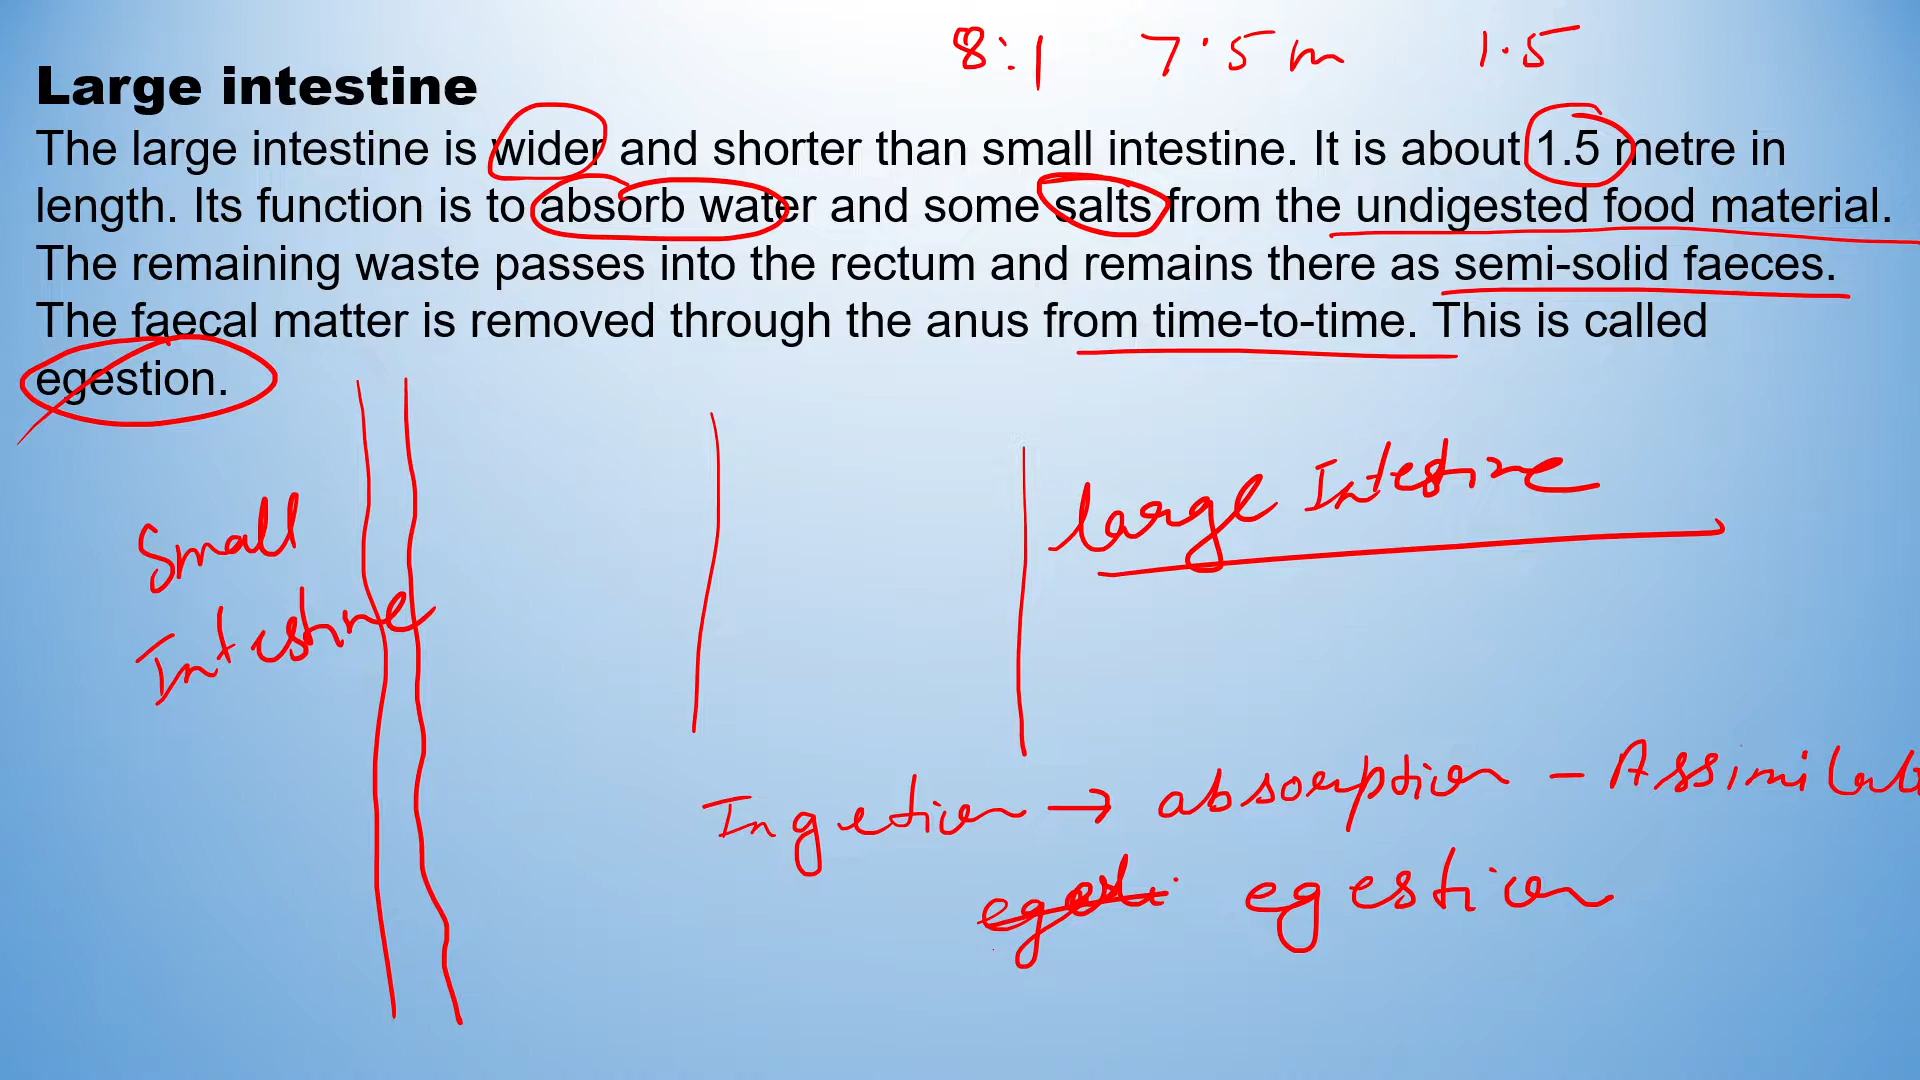 8:1 7.5 m 1.5
Large intestine
The large intestine is wider and shorter than small intestine. It is about 1.5 metre in
length. Its function is to absorb water and some salts from the undigested food material.
The remaining waste passes into the rectum and remains there as semi-solid faeces.
The faecal matter is removed through the anus from time-to-time. This is called
egestion.
large Intestine
Small
Intestine
Ingetion → absorption – Assimilat
egestion